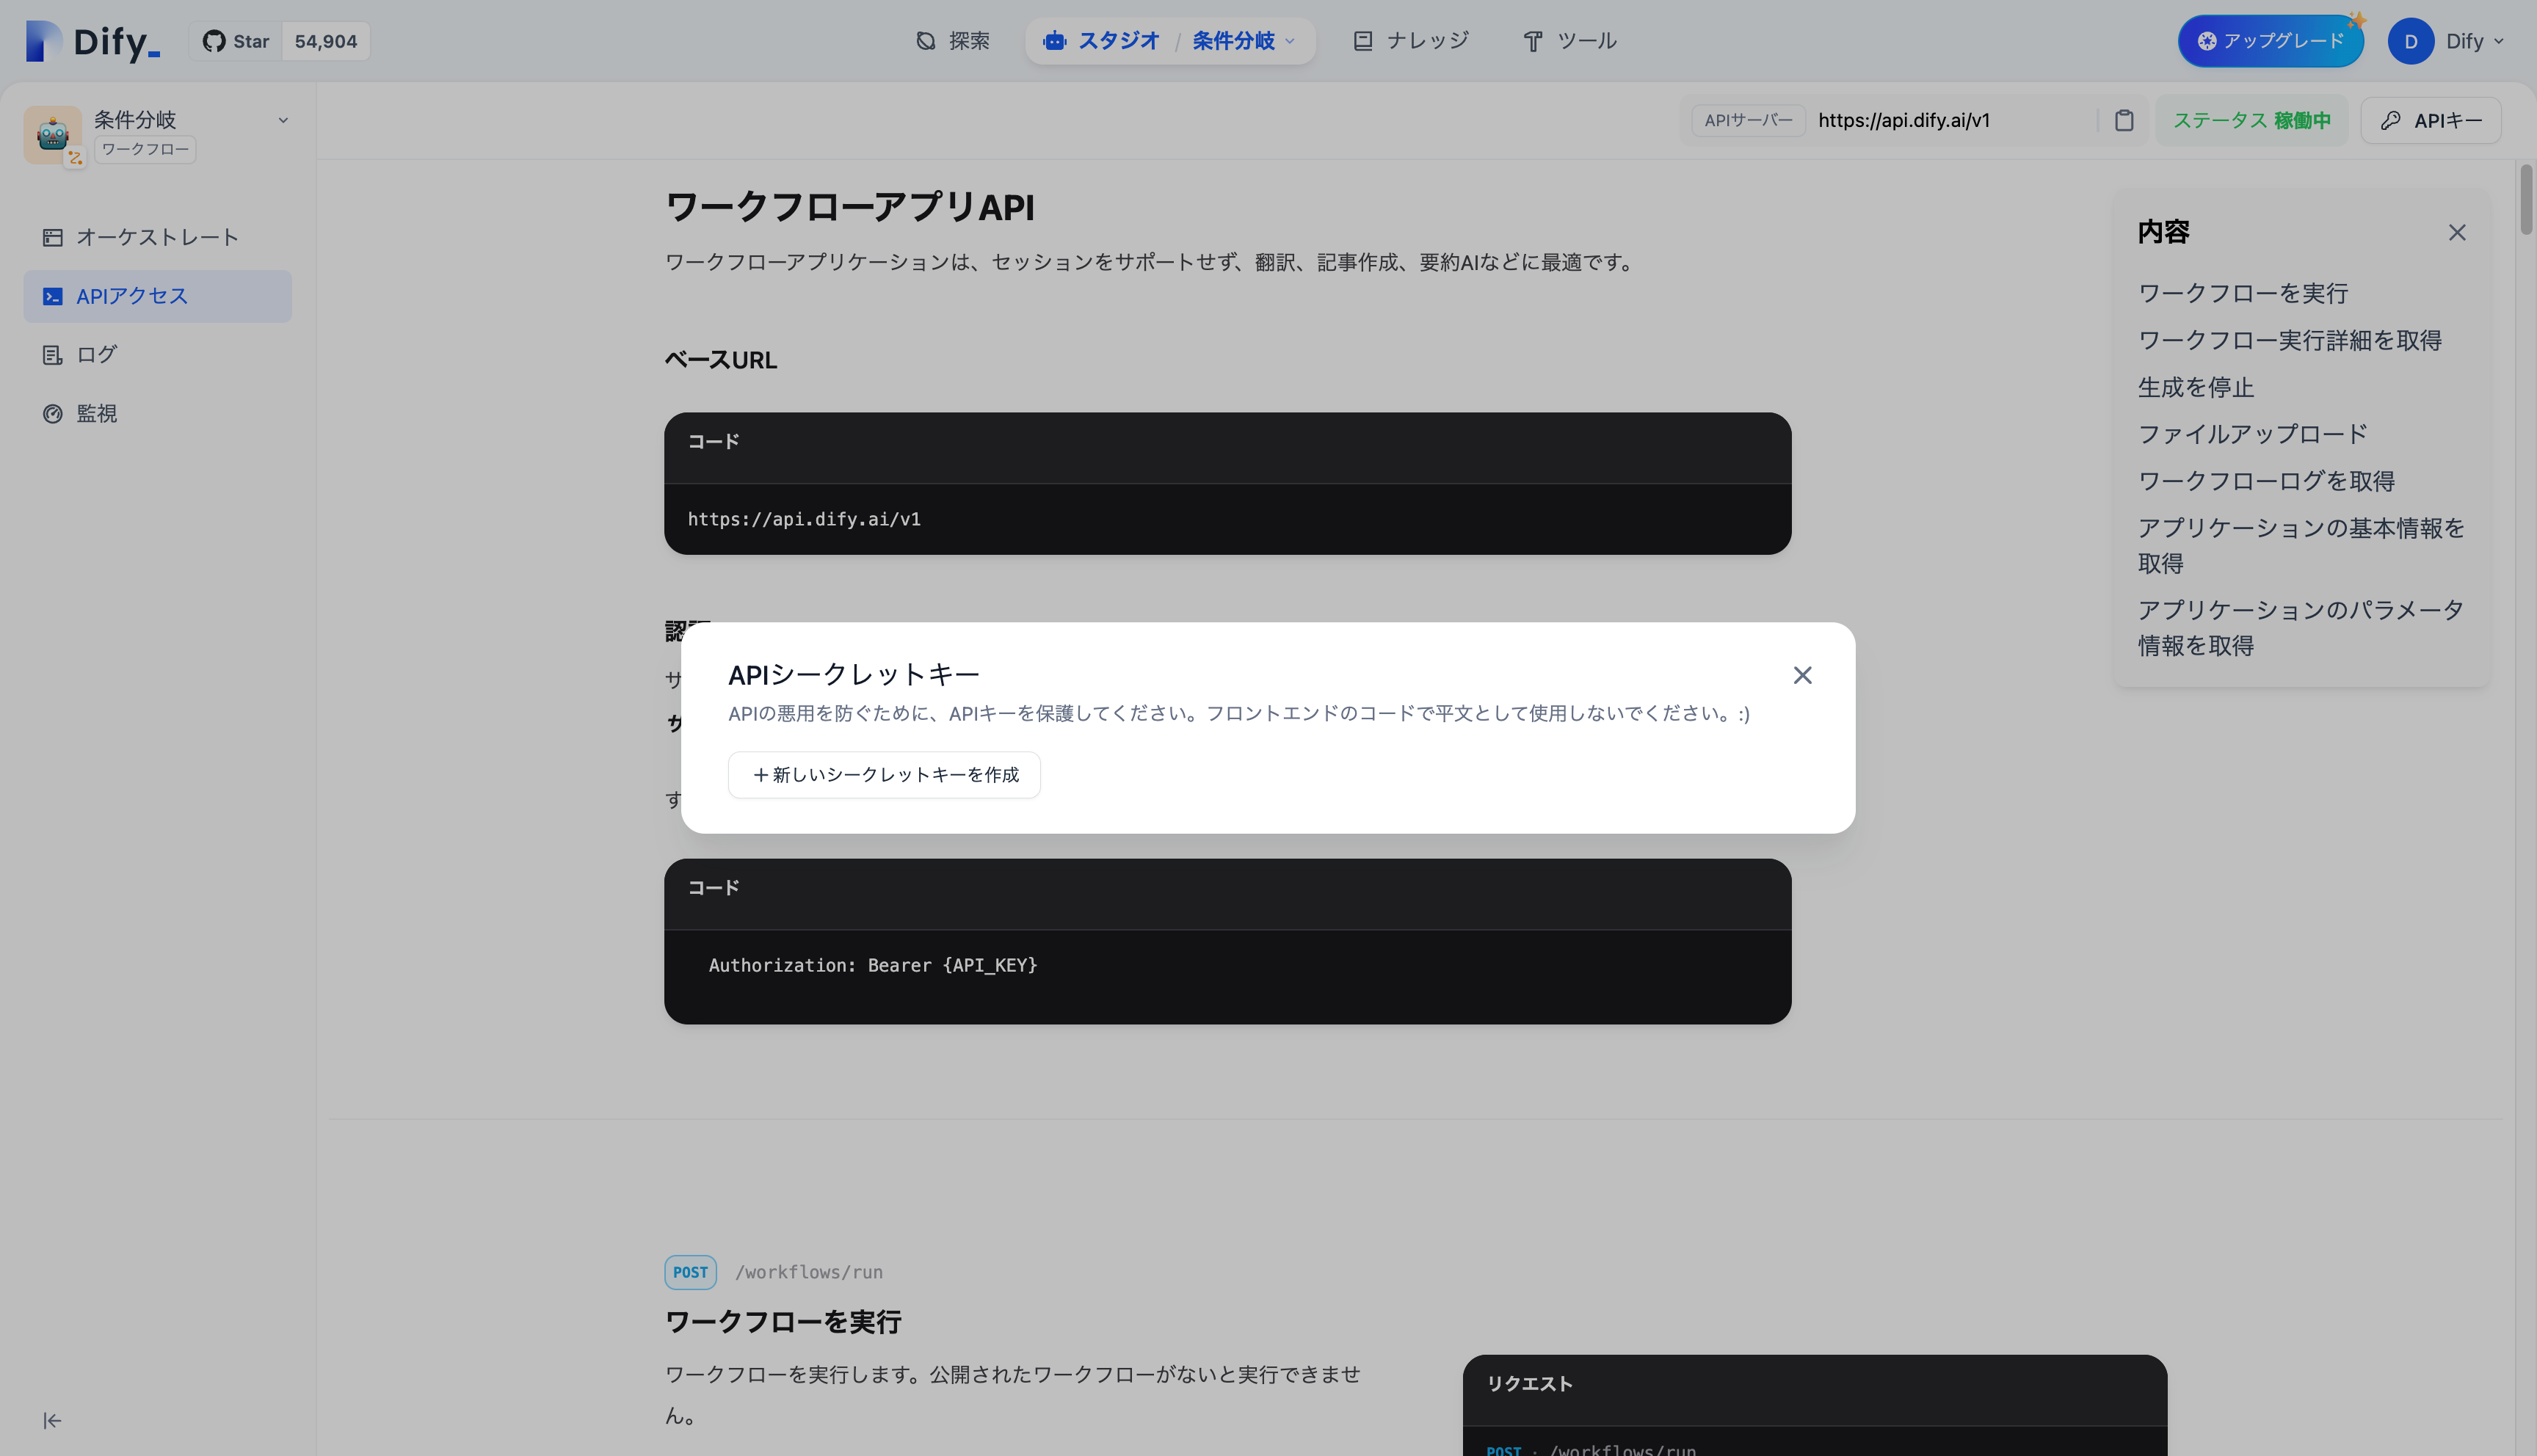 Dify_
Star 54,904
探索
スタジオ / 条件分岐
ナレッジ
ツール
アップグレード
D Dify
条件分岐
ワークフロー
オーケストレート
APIアクセス
ログ
監視
APIサーバー https://api.dify.ai/v1
ステータス 稼働中
APIキー
ワークフローアプリAPI
ワークフローアプリケーションは、セッションをサポートせず、翻訳、記事作成、要約AIなどに最適です。
ベースURL
コード
https://api.dify.ai/v1
サ
サ
す
APIシークレットキー
APIの悪用を防ぐために、APIキーを保護してください。フロントエンドのコードで平文として使用しないでください。:)
+新しいシークレットキーを作成
コード
Authorization: Bearer {API_KEY}
POST /workflows/run
ワークフローを実行
ワークフローを実行します。公開されたワークフローがないと実行できませ
ん。
リクエスト
POST · /workflows/run
内容
ワークフローを実行
ワークフロー実行詳細を取得
生成を停止
ファイルアップロード
ワークフローログを取得
アプリケーションの基本情報を
取得
アプリケーションのパラメータ
情報を取得